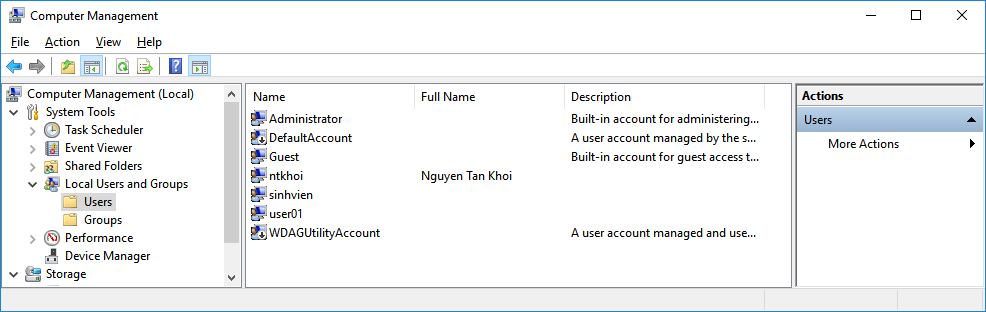 Computer Management
File Action View Help
Computer Management (Local)
System Tools
Task Scheduler
Event Viewer
Shared Folders
Local Users and Groups
Users
Groups
Performance
Device Manager
Storage
Name Full Name Description
Administrator Built-in account for administering...
DefaultAccount A user account managed by the s...
Guest Built-in account for guest access t...
ntkhoi Nguyen Tan Khoi
sinhvien
user01
WDAGUtilityAccount A user account managed and use...
Actions
Users
More Actions